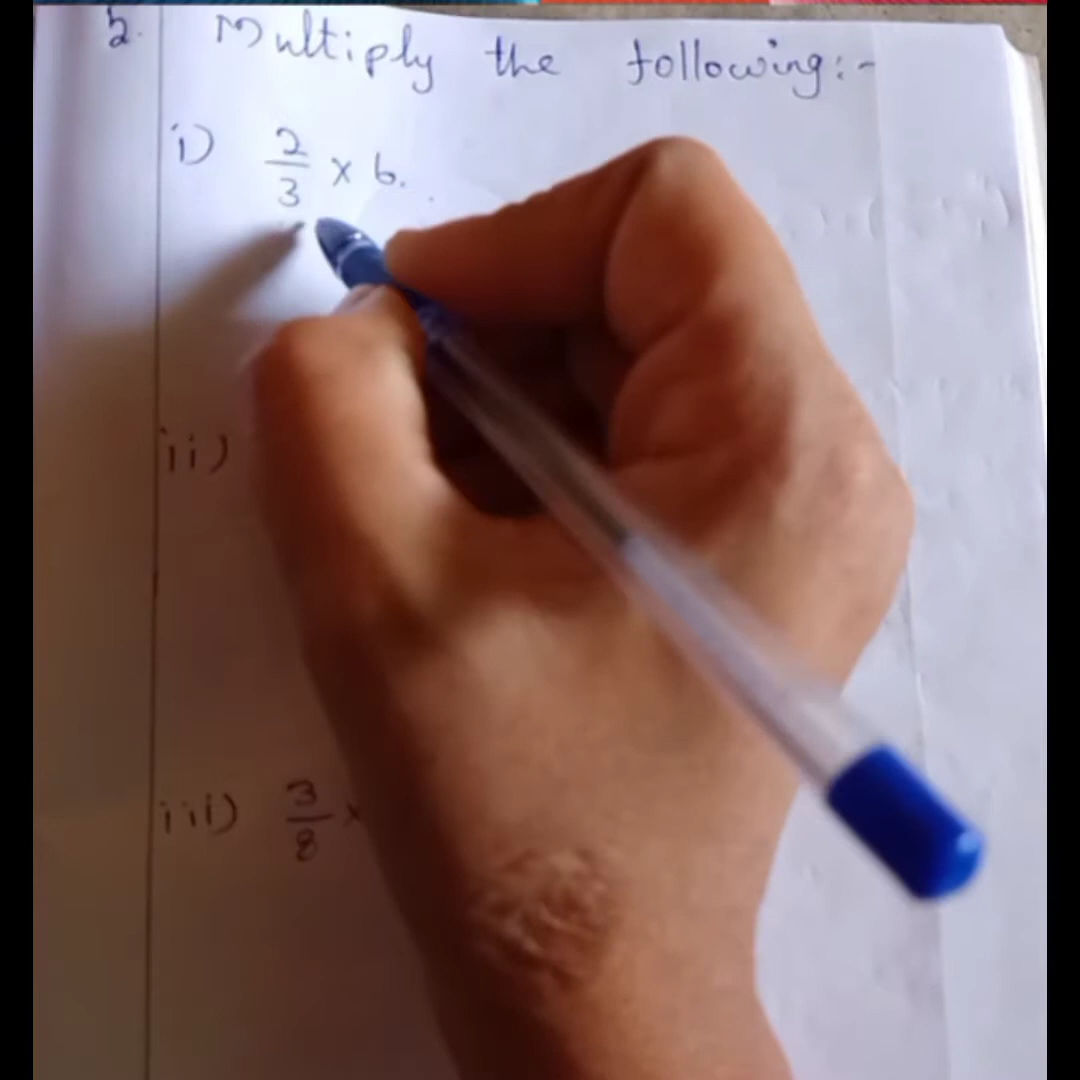 2. Multiply the following:-
i) 2/3 × 6.
ii)
iii) 3/8 ×